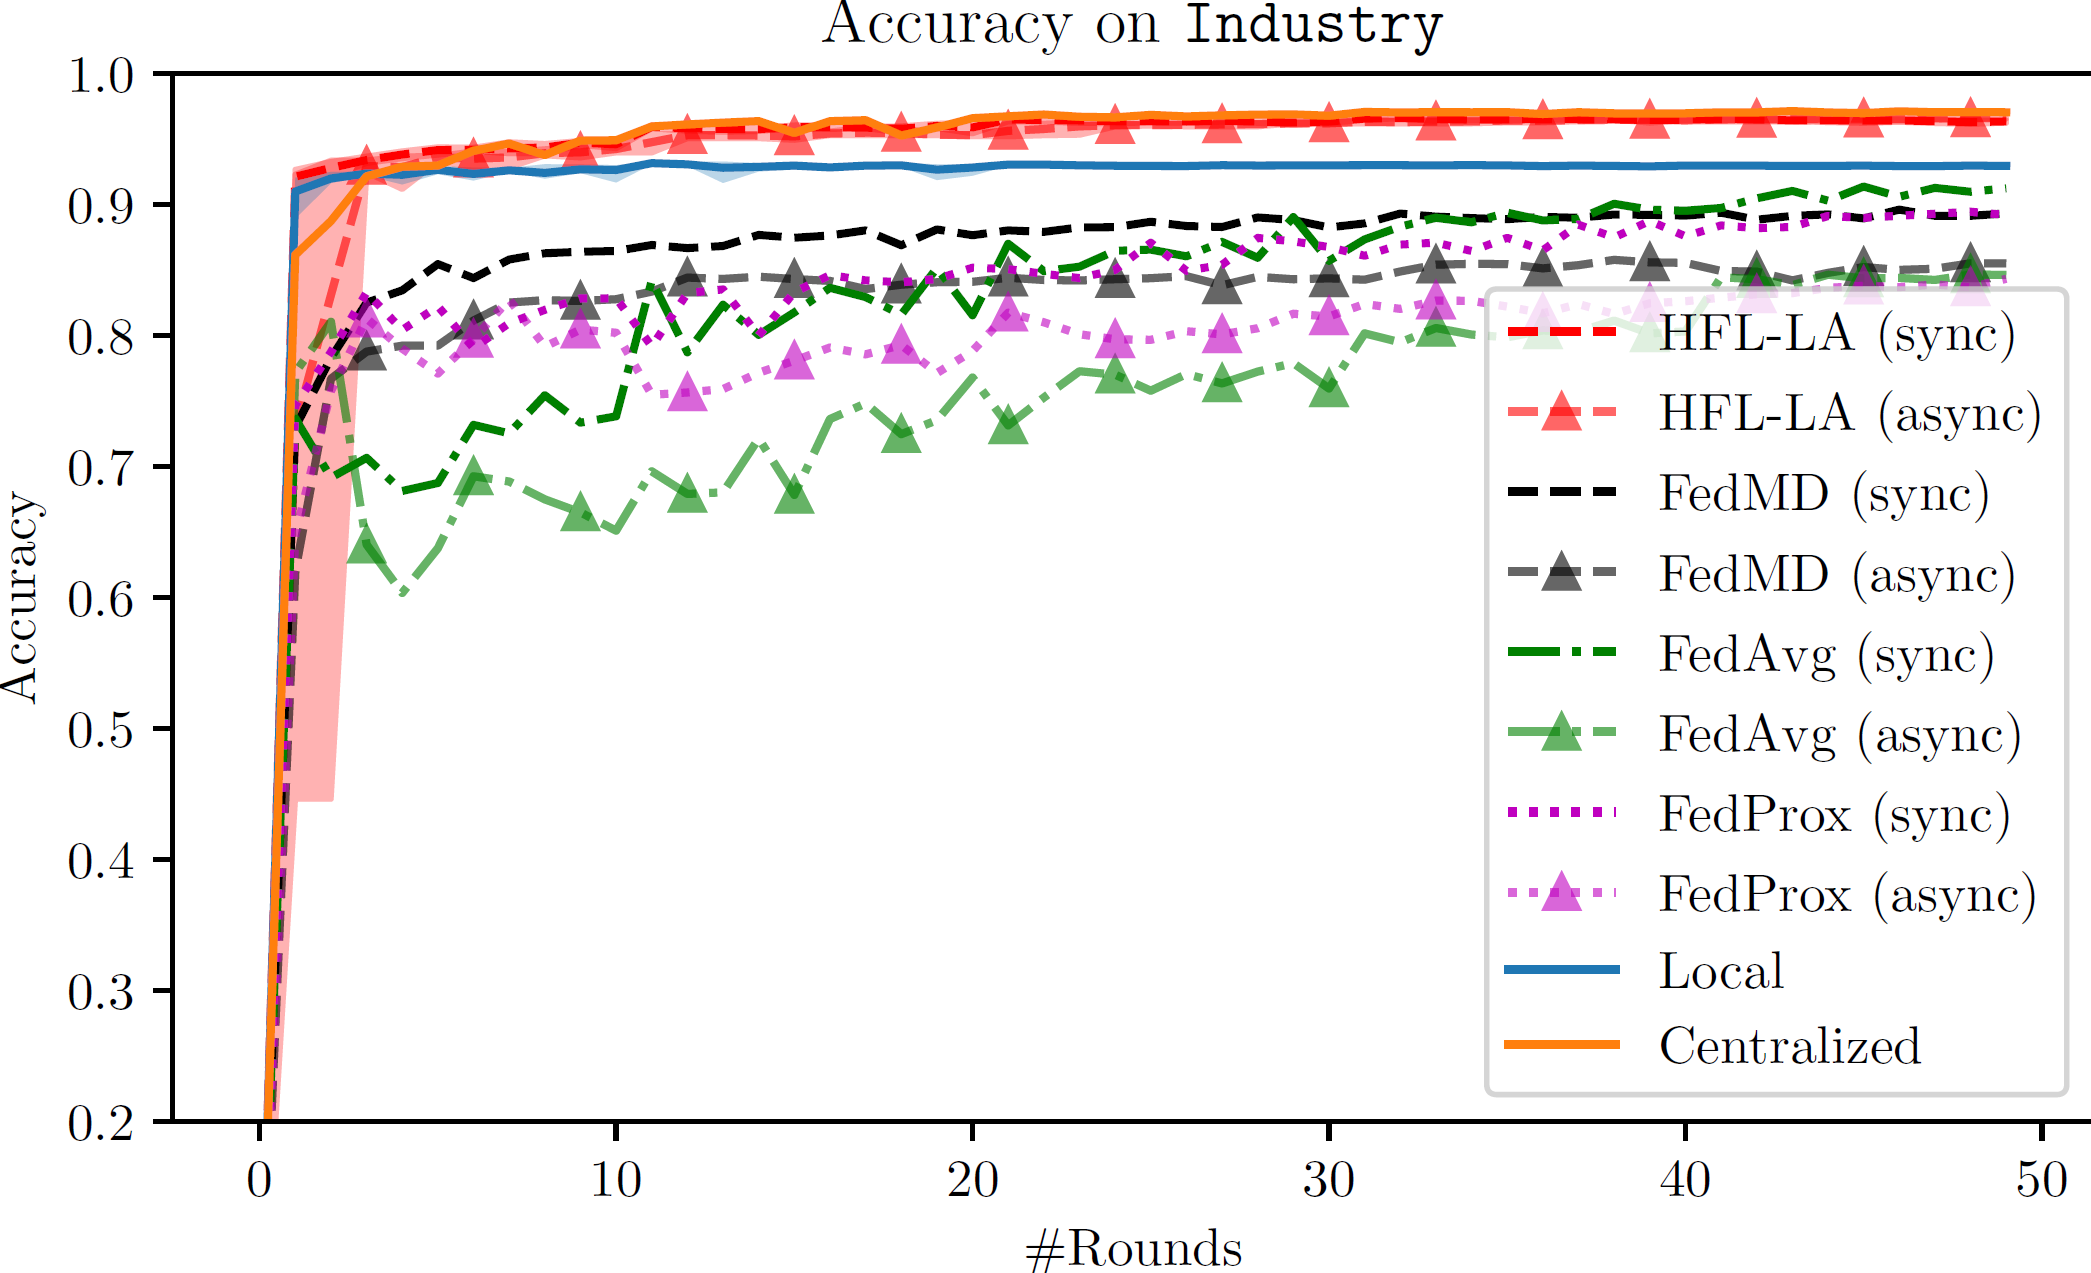 Accuracy on Industry
1.0
0.9
0.8
0.7
0.6
0.5
0.4
0.3
0.2
Accuracy
HFL-LA (sync)
HFL-LA (async)
FedMD (sync)
FedMD (async)
FedAvg (sync)
FedAvg (async)
FedProx (sync)
FedProx (async)
Local
Centralized
0 10 20 30 40 50
#Rounds